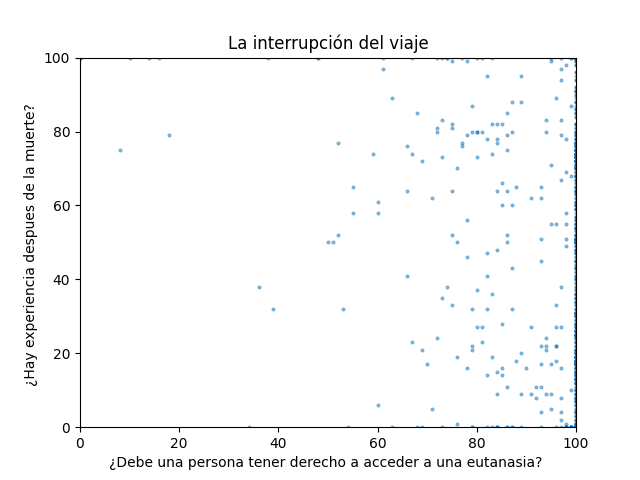 La interrupción del viaje
¿Hay experiencia despues de la muerte?
100
80
60
40
20
0
0 20 40 60 80 100
¿Debe una persona tener derecho a acceder a una eutanasia?